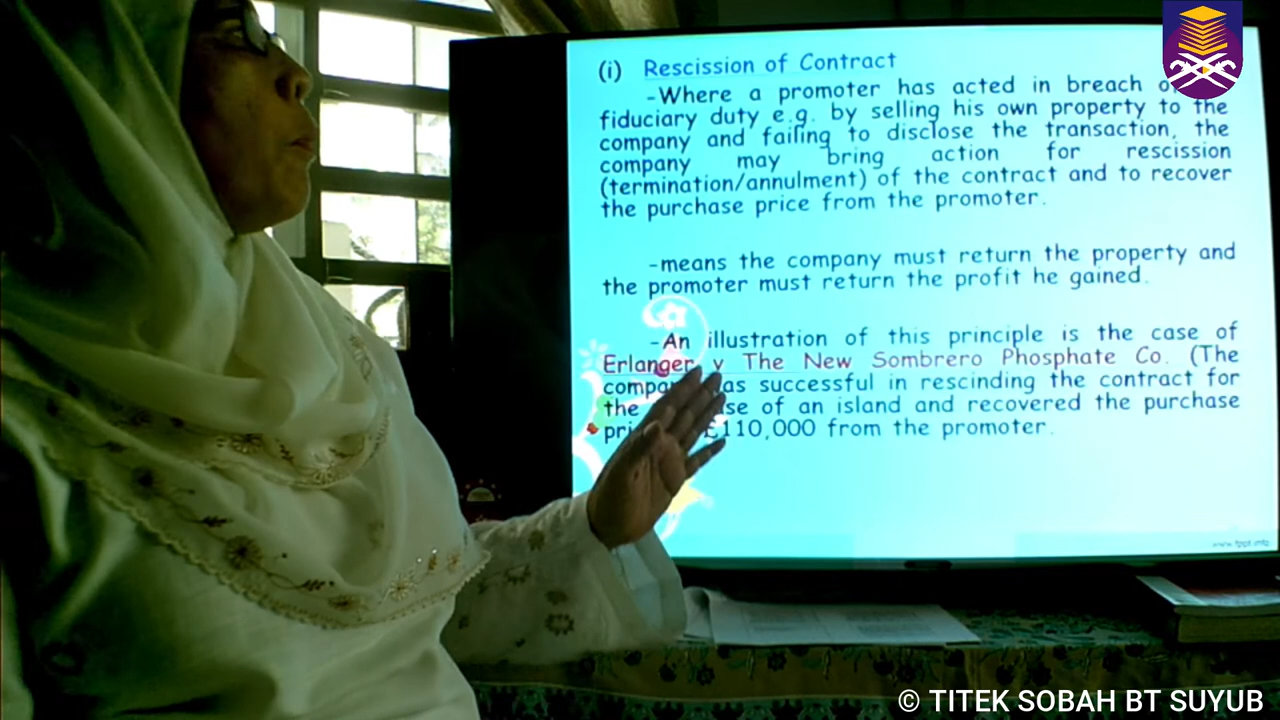 (i) Rescission of Contract
-Where a promoter has acted in breach
fiduciary duty e.g. by selling his own property to the
company and failing to disclose the transaction, the
company may bring action for rescission
(termination/annulment) of the contract and to recover
the purchase price from the promoter.
-means the company must return the property and
the promoter must return the profit he gained.
-An illustration of this principle is the case of
Erlanger v The New Sombrero Phosphate Co. (The
successful in rescinding the contract for
the of an island and recovered the purchase
£110,000 from the promoter.
www.fppt.info
© TITEK SOBAH BT SUYUB